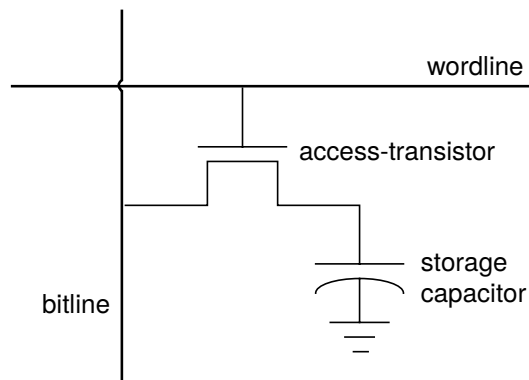 wordline
access-transistor
storage
capacitor
bitline